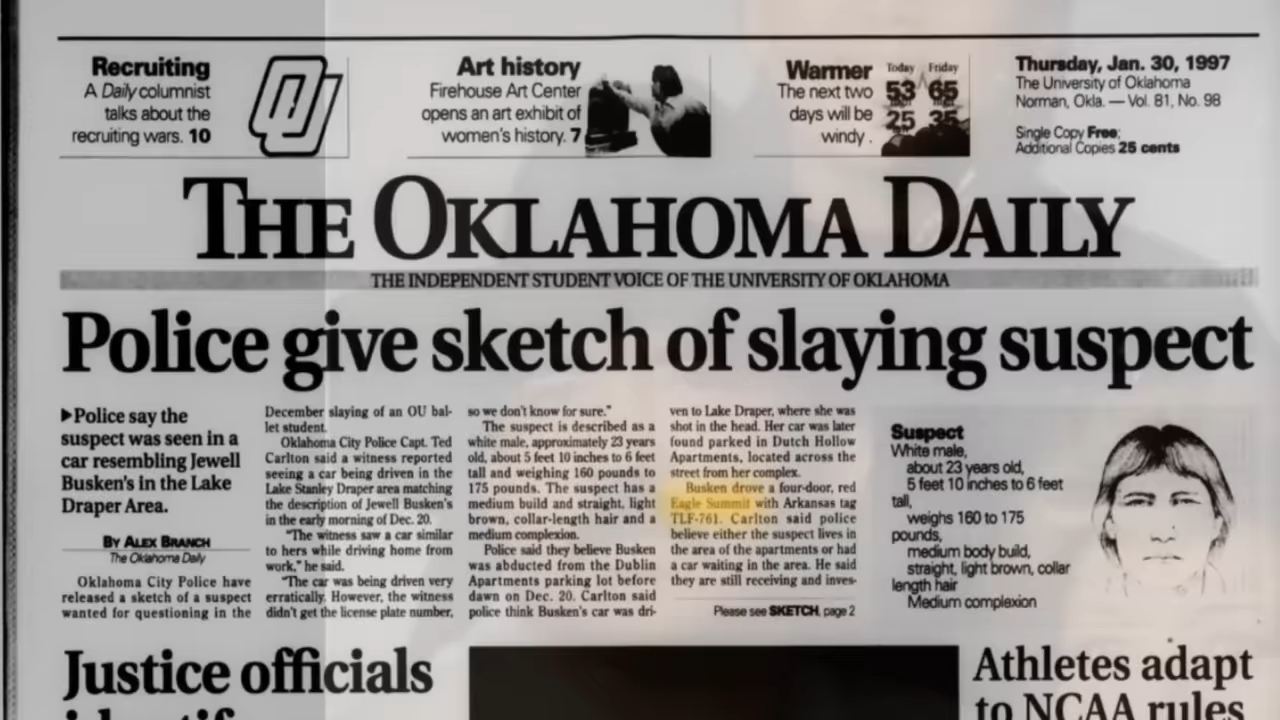 Recruiting
A Daily columnist
talks about the
recruiting wars. 10
OU
Art history
Firehouse Art Center
opens an art exhibit of
women's history. 7
Warmer
The next two
days will be
windy .
Today Friday
53 65
25 35
Thursday, Jan. 30, 1997
The University of Oklahoma
Norman, Okla. — Vol. 81, No. 98
Single Copy Free;
Additional Copies 25 cents
THE OKLAHOMA DAILY
THE INDEPENDENT STUDENT VOICE OF THE UNIVERSITY OF OKLAHOMA
Police give sketch of slaying suspect
▶Police say the
suspect was seen in a
car resembling Jewell
Busken's in the Lake
Draper Area.
BY ALEX BRANCH
The Oklahoma Daily
Oklahoma City Police have
released a sketch of a suspect
wanted for questioning in the
December slaying of an OU bal-
let student.
Oklahoma City Police Capt. Ted
Carlton said a witness reported
seeing a car being driven in the
Lake Stanley Draper area matching
the description of Jewell Busken's
in the early morning of Dec. 20.
"The witness saw a car similar
to hers while driving home from
work," he said.
"The car was being driven very
erratically. However, the witness
didn't get the license plate number,
so we don't know for sure."
The suspect is described as a
white male, approximately 23 years
old, about 5 feet 10 inches to 6 feet
tall and weighing 160 pounds to
175 pounds. The suspect has a
medium build and straight, light
brown, collar-length hair and a
medium complexion.
Police said they believe Busken
was abducted from the Dublin
Apartments parking lot before
dawn on Dec. 20. Carlton said
police think Busken's car was dri-
ven to Lake Draper, where she was
shot in the head. Her car was later
found parked in Dutch Hollow
Apartments, located across the
street from her complex.
Busken drove a four-door, red
Eagle Summit with Arkansas tag
TLF-761. Carlton said police
believe either the suspect lives in
the area of the apartments or had
a car waiting in the area. He said
they are still receiving and inves-
Please see SKETCH, page 2
Suspect
White male,
about 23 years old,
5 feet 10 inches to 6 feet
tall,
weighs 160 to 175
pounds,
medium body build,
straight, light brown, collar
length hair
Medium complexion
Justice officials
Athletes adapt
to NCAA rules